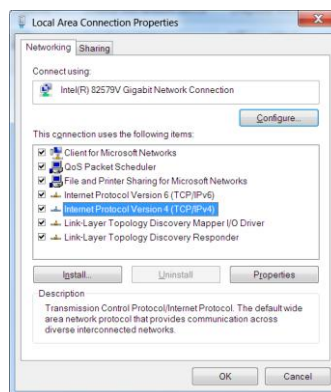 Local Area Connection Properties
Networking
Sharing
Connect using:
Intel(R) 82579V Gigabit Network Connection
Configure...
This connection uses the following items:
Client for Microsoft Networks
QoS Packet Scheduler
File and Printer Sharing for Microsoft Networks
Internet Protocol Version 6 (TCP/IPv6)
Internet Protocol Version 4 (TCP/IPv4)
Link-Layer Topology Discovery Mapper I/O Driver
Link-Layer Topology Discovery Responder
Install...
Uninstall
Properties
Description
Transmission Control Protocol/Internet Protocol. The default wide
area network protocol that provides communication across
diverse interconnected networks.
OK
Cancel